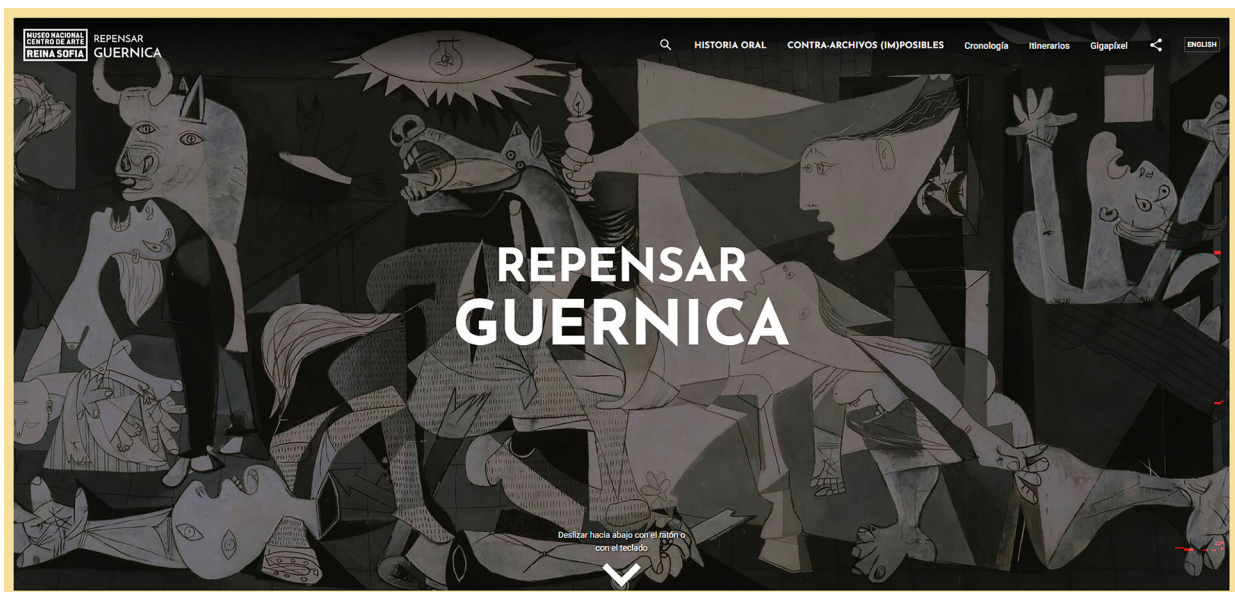 MUSEO NACIONAL
CENTRO DE ARTE
REINA SOFIA
REPENSAR
GUERNICA
HISTORIA ORAL
CONTRA-ARCHIVOS (IM)POSIBLES
Cronología
Itinerarios
Gigapíxel
ENGLISH
REPENSAR
GUERNICA
Deslizar hacia abajo con el ratón o
con el teclado